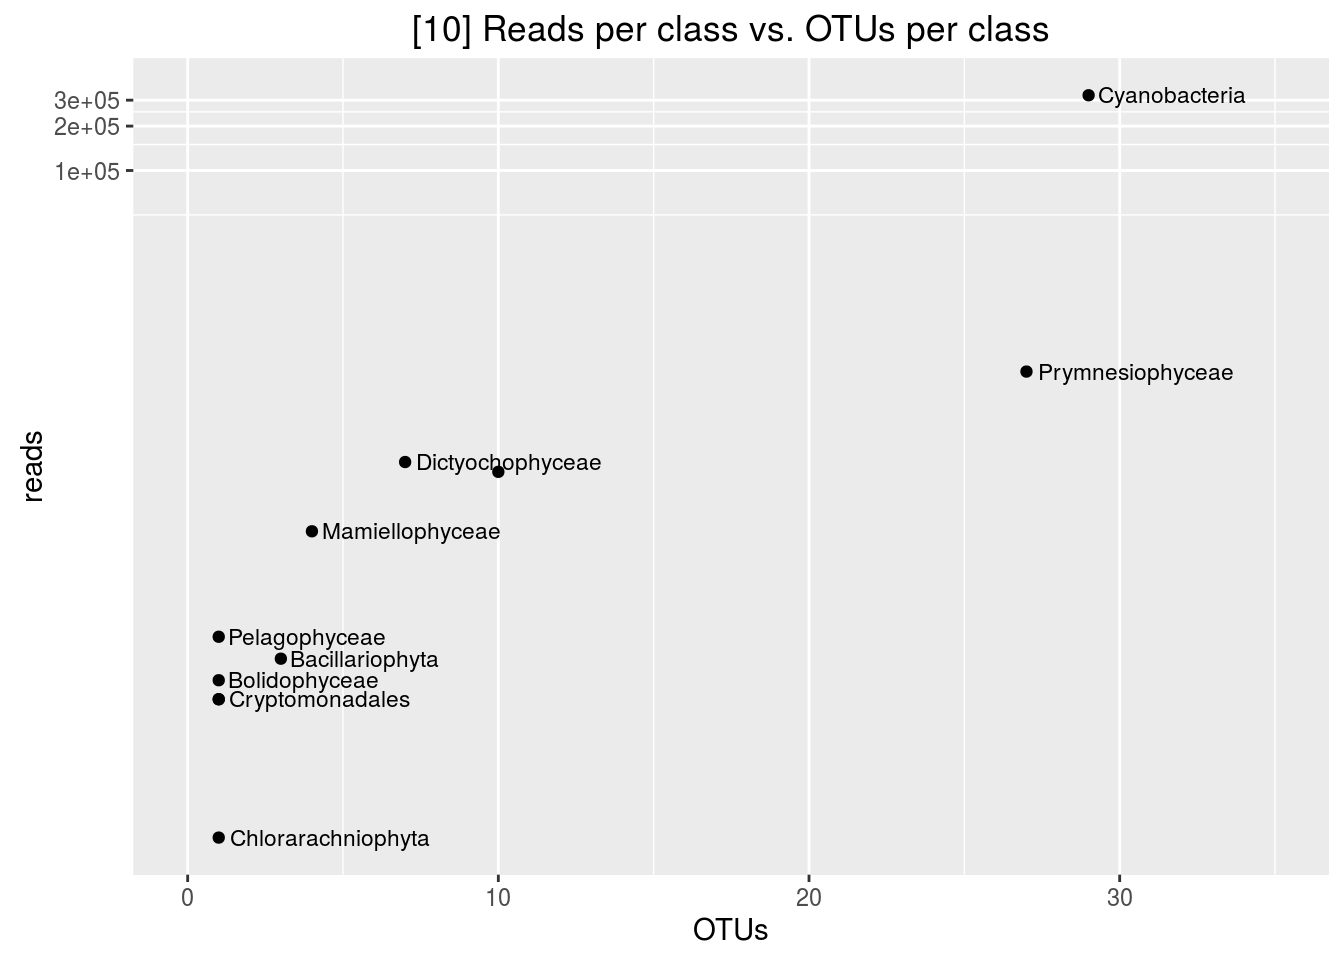 [10] Reads per class vs. OTUs per class
3e+05
2e+05
1e+05
reads
Cyanobacteria
Prymnesiophyceae
Dictyochophyceae
Mamiellophyceae
Pelagophyceae
Bacillariophyta
Bolidophyceae
Cryptomonadales
Chlorarachniophyta
0 10 20 30
OTUs